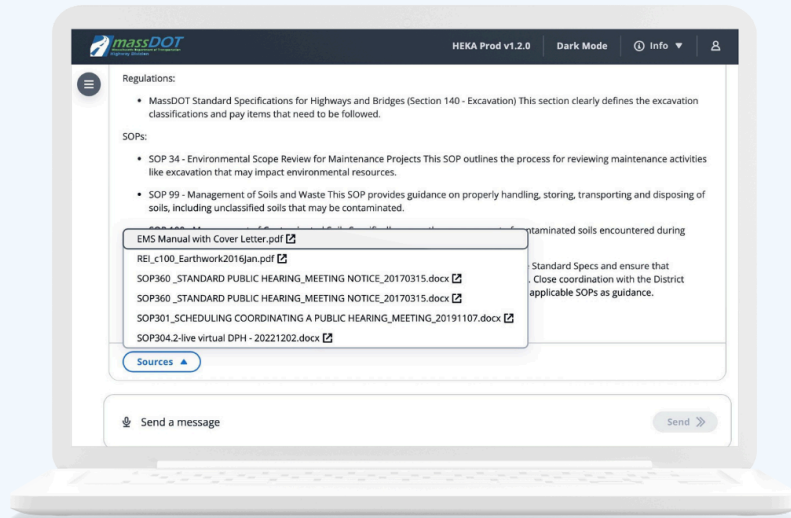 massDOT
Highway Division
HEKA Prod v1.2.0
Dark Mode
Info
Regulations:
• MassDOT Standard Specifications for Highways and Bridges (Section 140 - Excavation) This section clearly defines the excavation
classifications and pay items that need to be followed.
SOPs:
• SOP 34 - Environmental Scope Review for Maintenance Projects This SOP outlines the process for reviewing maintenance activities
like excavation that may impact environmental resources.
• SOP 99 - Management of Soils and Waste This SOP provides guidance on properly handling, storing, transporting and disposing of
soils, including unclassified soils that may be contaminated.
contaminated soils encountered during
Standard Specs and ensure that
. Close coordination with the District
applicable SOPs as guidance.
EMS Manual with Cover Letter.pdf
REI_c100_Earthwork2016Jan.pdf
SOP360 _STANDARD PUBLIC HEARING_MEETING NOTICE_20170315.docx
SOP360 _STANDARD PUBLIC HEARING_MEETING NOTICE_20170315.docx
SOP301_SCHEDULING COORDINATING A PUBLIC HEARING_MEETING_20191107.docx
SOP304.2-live virtual DPH - 20221202.docx
Sources
Send a message
Send